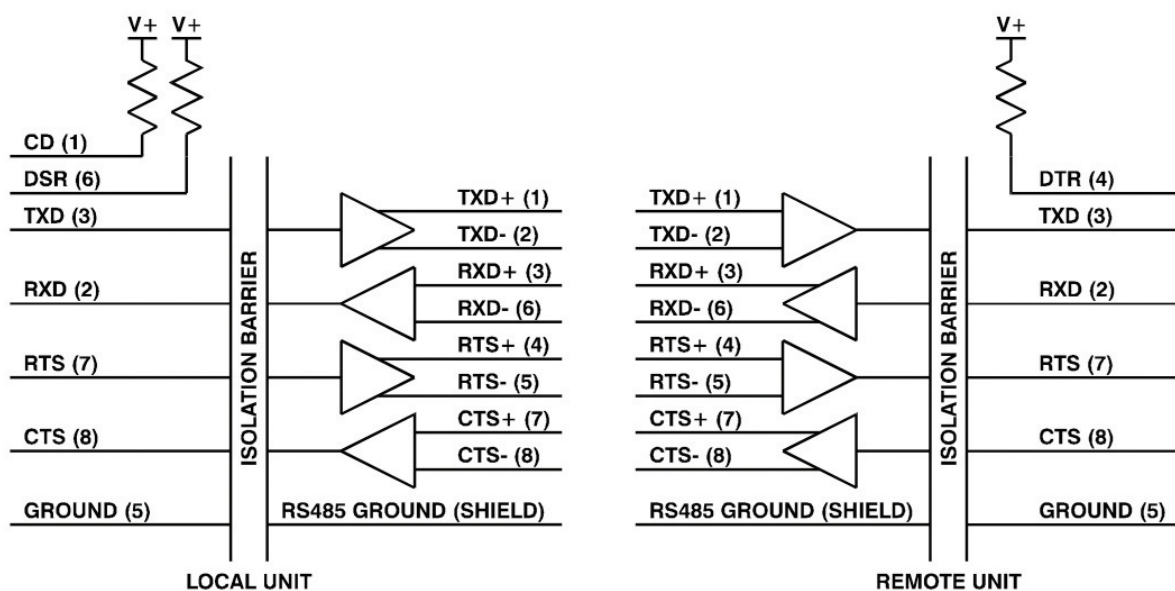 V+ V+
CD (1)
DSR (6)
TXD (3)
RXD (2)
RTS (7)
CTS (8)
GROUND (5)
ISOLATION BARRIER
TXD+ (1)
TXD- (2)
RXD+ (3)
RXD- (6)
RTS+ (4)
RTS- (5)
CTS+ (7)
CTS- (8)
RS485 GROUND (SHIELD)
LOCAL UNIT
V+
TXD+ (1)
TXD- (2)
RXD+ (3)
RXD- (6)
RTS+ (4)
RTS- (5)
CTS+ (7)
CTS- (8)
RS485 GROUND (SHIELD)
ISOLATION BARRIER
DTR (4)
TXD (3)
RXD (2)
RTS (7)
CTS (8)
GROUND (5)
REMOTE UNIT